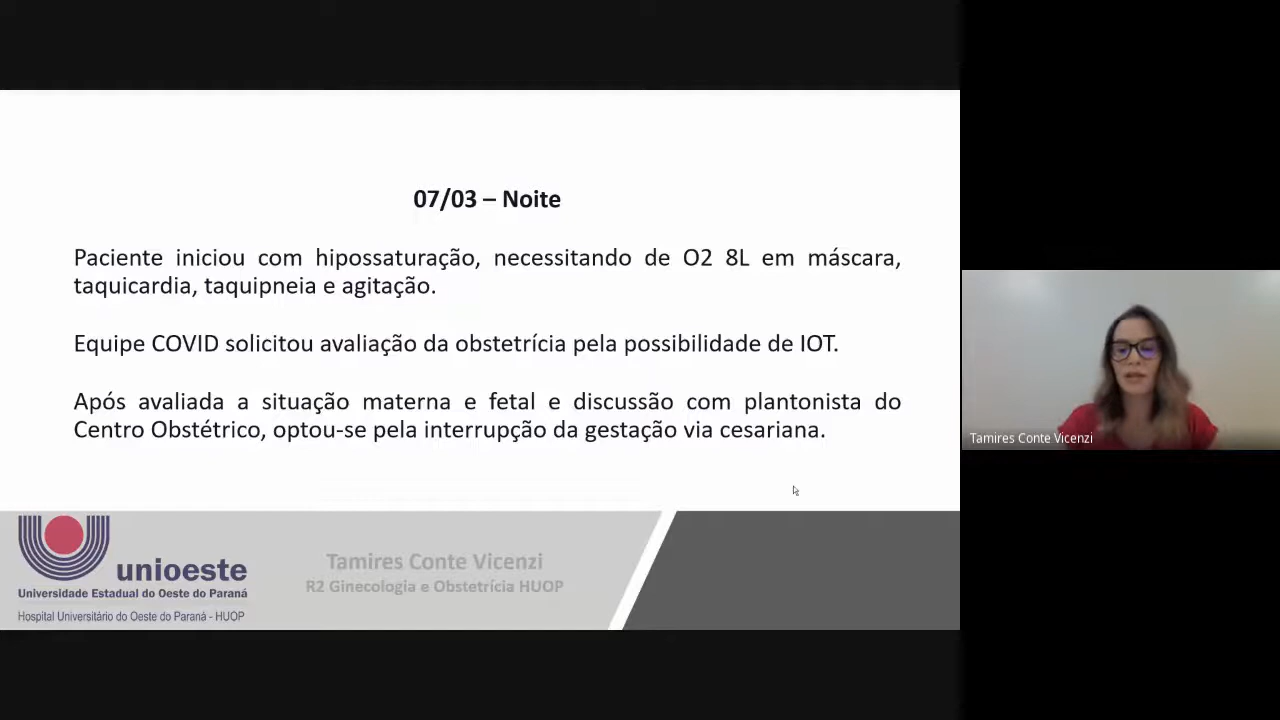 07/03 – Noite
Paciente iniciou com hipossaturação, necessitando de O2 8L em máscara,
taquicardia, taquipneia e agitação.
Equipe COVID solicitou avaliação da obstetrícia pela possibilidade de IOT.
Após avaliada a situação materna e fetal e discussão com plantonista do
Centro Obstétrico, optou-se pela interrupção da gestação via cesariana.
Tamires Conte Vicenzi
unioeste
Universidade Estadual do Oeste do Paraná
Hospital Universitário do Oeste do Paraná - HUOP
Tamires Conte Vicenzi
R2 Ginecologia e Obstetrícia HUOP